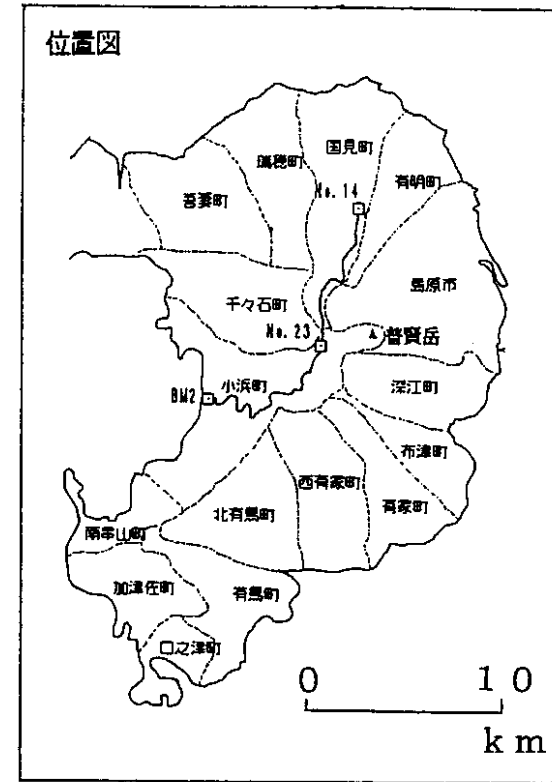 位置図
国見町
瑞穂町
有明町
No. 14
吾妻町
島原市
千々石町
No. 23
普賢岳
小浜町
BM2
深江町
布津町
西有家町
有家町
北有馬町
南串山町
加津佐町
有馬町
口之津町
0 10
km